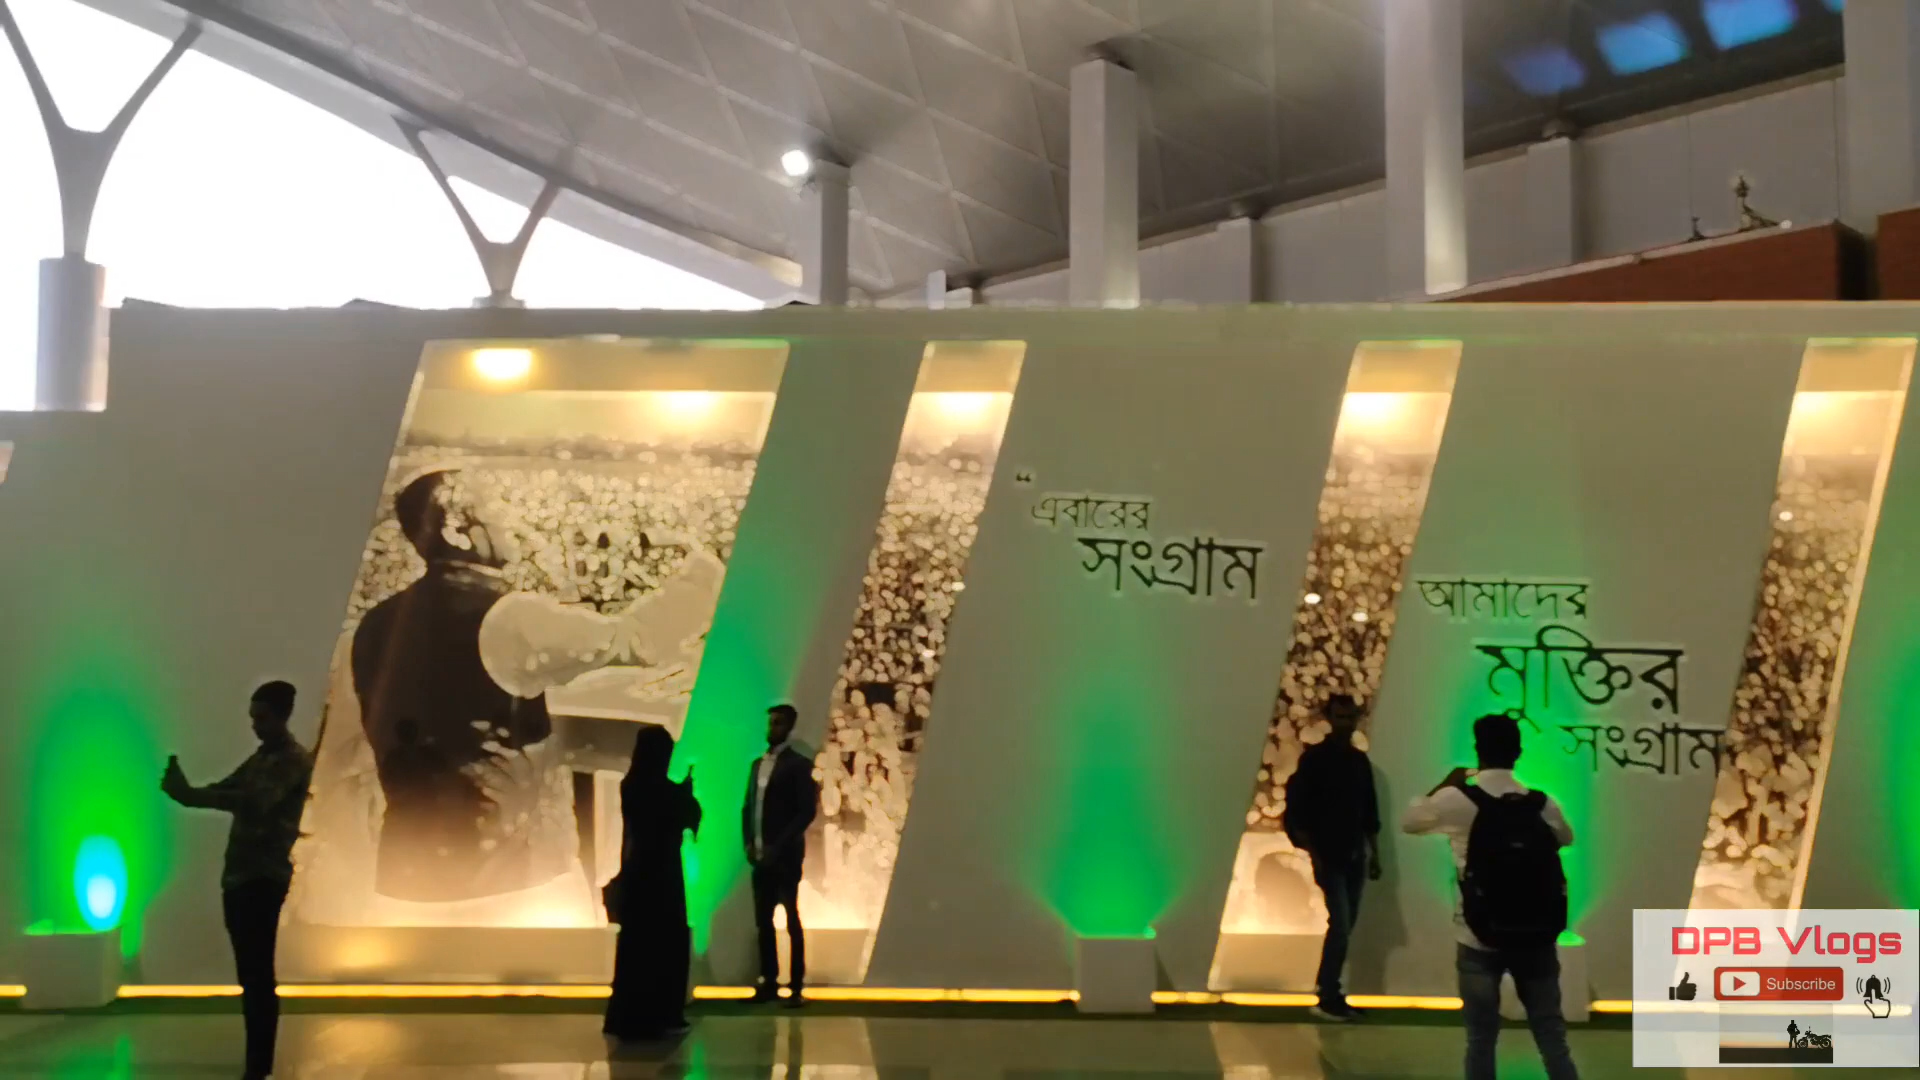 “ এবারের
সংগ্রাম
আমাদের
মুক্তির
সংগ্রাম
DPB Vlogs
Subscribe